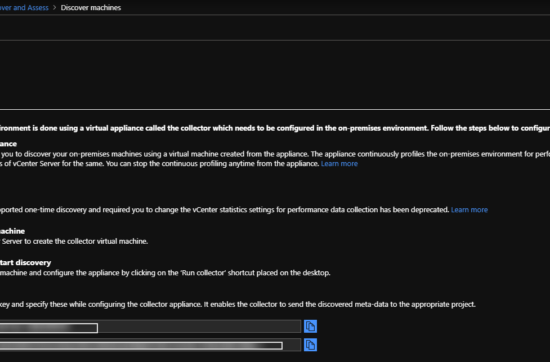 over and Assess > Discover machines
ironment is done using a virtual appliance called the collector which needs to be configured in the on-premises environment. Follow the steps below to configur
ance
you to discover your on-premises machines using a virtual machine created from the appliance. The appliance continuously profiles the on-premises environment for perfo
s of vCenter Server for the same. You can stop the continuous profiling anytime from the appliance. Learn more
pported one-time discovery and required you to change the vCenter statistics settings for performance data collection has been deprecated. Learn more
achine
Server to create the collector virtual machine.
tart discovery
machine and configure the appliance by clicking on the 'Run collector' shortcut placed on the desktop.
key and specify these while configuring the collector appliance. It enables the collector to send the discovered meta-data to the appropriate project.